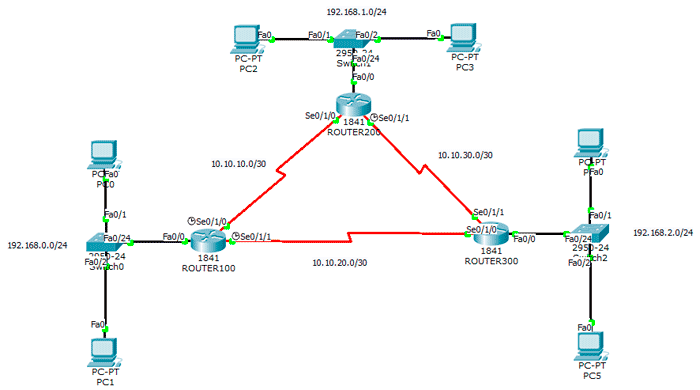 192.168.1.0/24
Fa0
Fa0/1
Fa0/2
Fa0
PC-PT
PC2
2950-24
Fa0/24
Switch1
PC-PT
PC3
Fa0/0
Se0/1/0
Se0/1/1
1841
ROUTER200
10.10.10.0/30
10.10.30.0/30
Fa0
PC0
PC-PT
Fa0
Fa0/1
Fa0/1
Se0/1/0
Se0/1/1
192.168.0.0/24
Fa0/24
Fa0/0
Se0/1/1
Se0/1/0
Fa0/0
Fa0/24
192.168.2.0/24
2950-24
Fa0/2
Switch0
1841
ROUTER100
10.10.20.0/30
1841
ROUTER300
2950-24
Fa0/2
Switch2
Fa0
Fa0
PC-PT
PC1
PC-PT
PC5